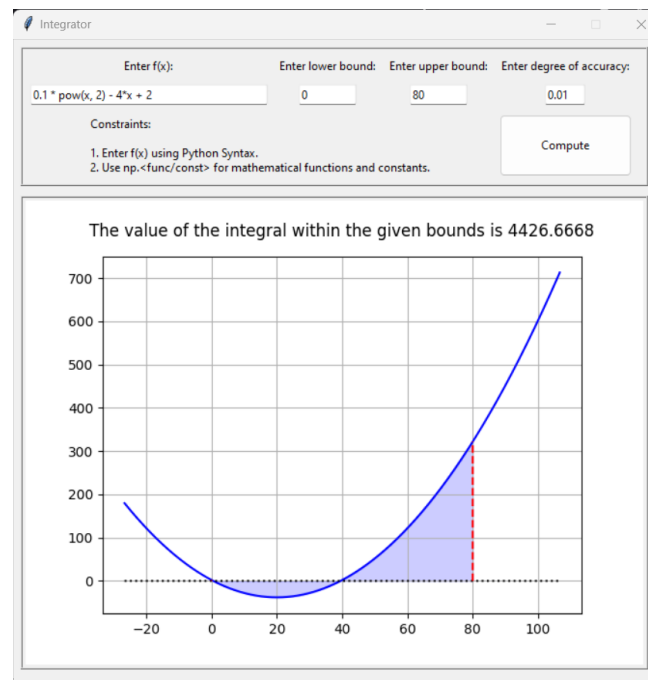 Integrator
Enter f(x): Enter lower bound: Enter upper bound: Enter degree of accuracy:
0.1 * pow(x, 2) - 4*x + 2 0 80 0.01
Constraints:
Compute
1. Enter f(x) using Python Syntax.
2. Use np.<func/const> for mathematical functions and constants.
The value of the integral within the given bounds is 4426.6668
700
600
500
400
300
200
100
0
−20 0 20 40 60 80 100